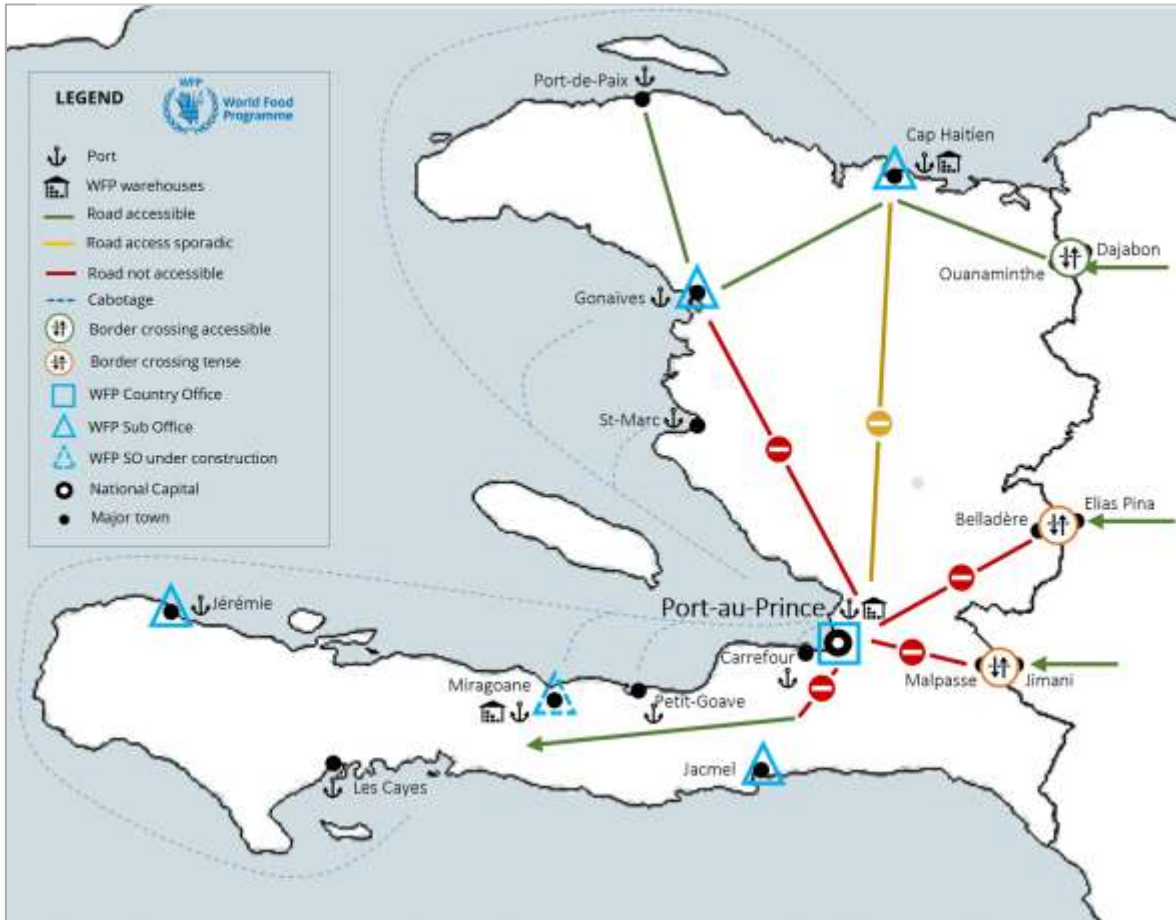 LEGEND
WFP
World Food
Programme
Port
WFP warehouses
Road accessible
Road access sporadic
Road not accessible
Cabotage
Border crossing accessible
Border crossing tense
WFP Country Office
WFP Sub Office
WFP SO under construction
National Capital
Major town
Port-de-Paix
Cap Haitien
Dajabon
Ouanaminthe
Gonaïves
St-Marc
Elias Pina
Belladère
Port-au-Prince
Jérémie
Carrefour
Malpasse
Jimani
Miragoane
Petit-Goave
Jacmel
Les Cayes